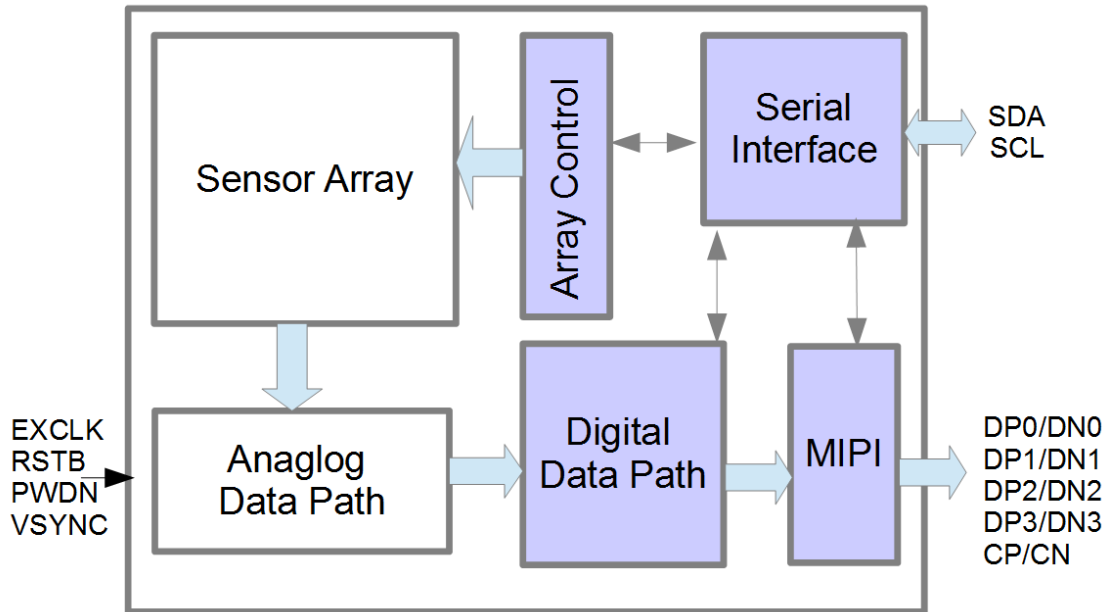 Sensor Array
Array Control
Serial
Interface
SDA
SCL
EXCLK
RSTB
PWDN
VSYNC
Anaglog
Data Path
Digital
Data Path
MIPI
DP0/DN0
DP1/DN1
DP2/DN2
DP3/DN3
CP/CN